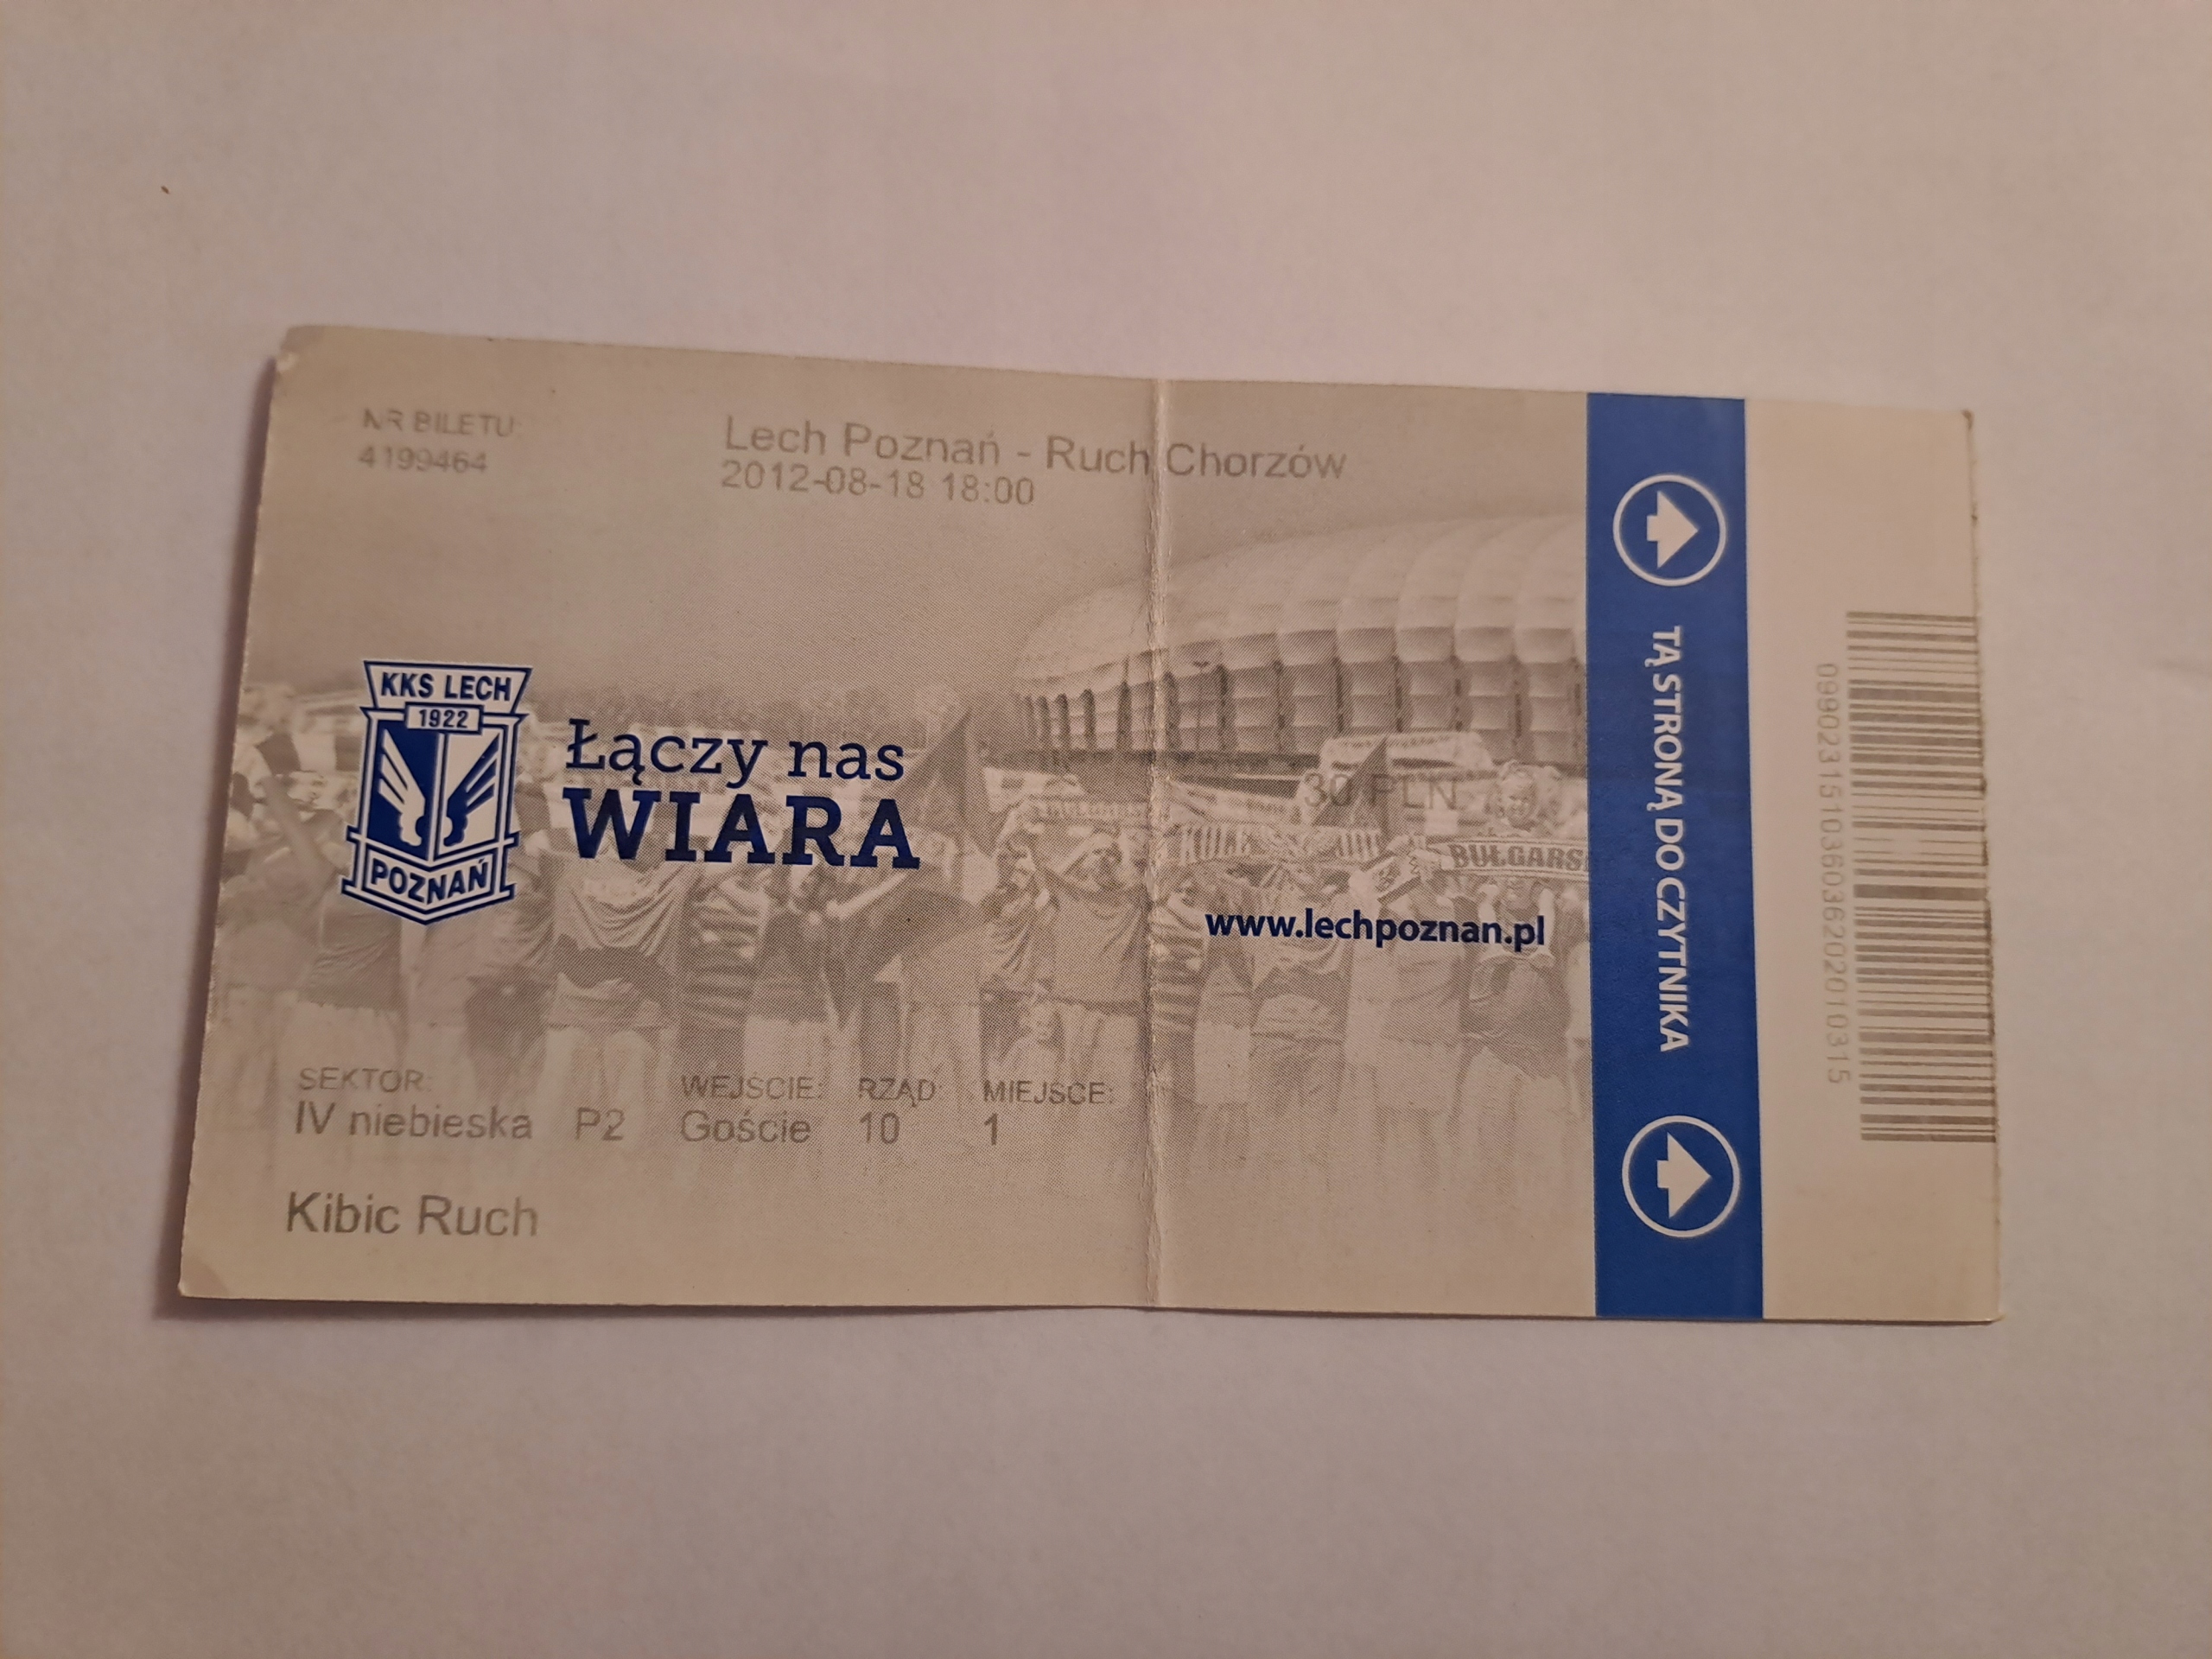 NR BILETU:
4199464
Lech Poznań - Ruch Chorzów
2012-08-18 18:00
KKS LECH
1922
POZNAŃ
Łączy nas
WIARA
30 PLN
BUŁGARS
www.lechpoznan.pl
SEKTOR:
IV niebieska P2
WEJŚCIE:
Goście
RZĄD:
10
MIEJSCE:
1
Kibic Ruch
TĄ STRONĄ DO CZYTNIKA
099023151036036202010315